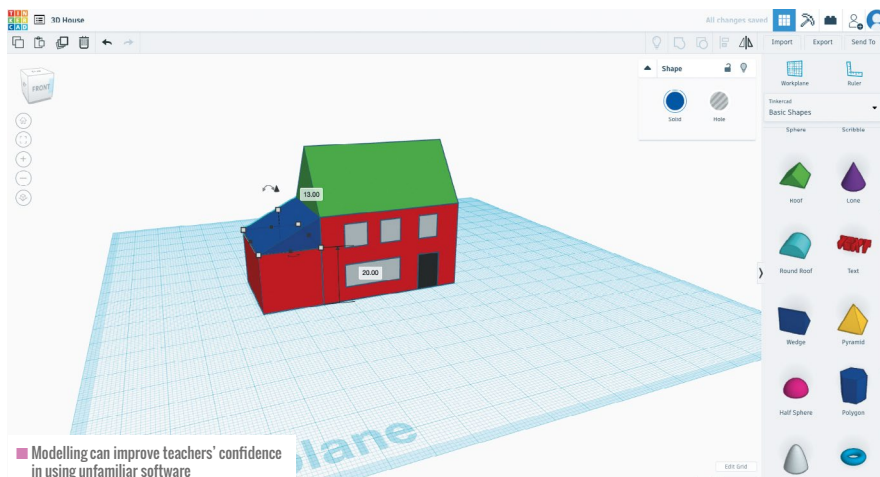 TIN
KER
CAD
3D House
All changes saved
Import
Export
Send To
Shape
Solid
Hole
Workplane
Ruler
Tinkercad
Basic Shapes
Sphere
Scribble
FRONT
13.00
20.00
Roof
Cone
Round Roof
Text
TEXT
Wedge
Pyramid
Half Sphere
Polygon
plane
Edit Grid
Modelling can improve teachers' confidence
in using unfamiliar software